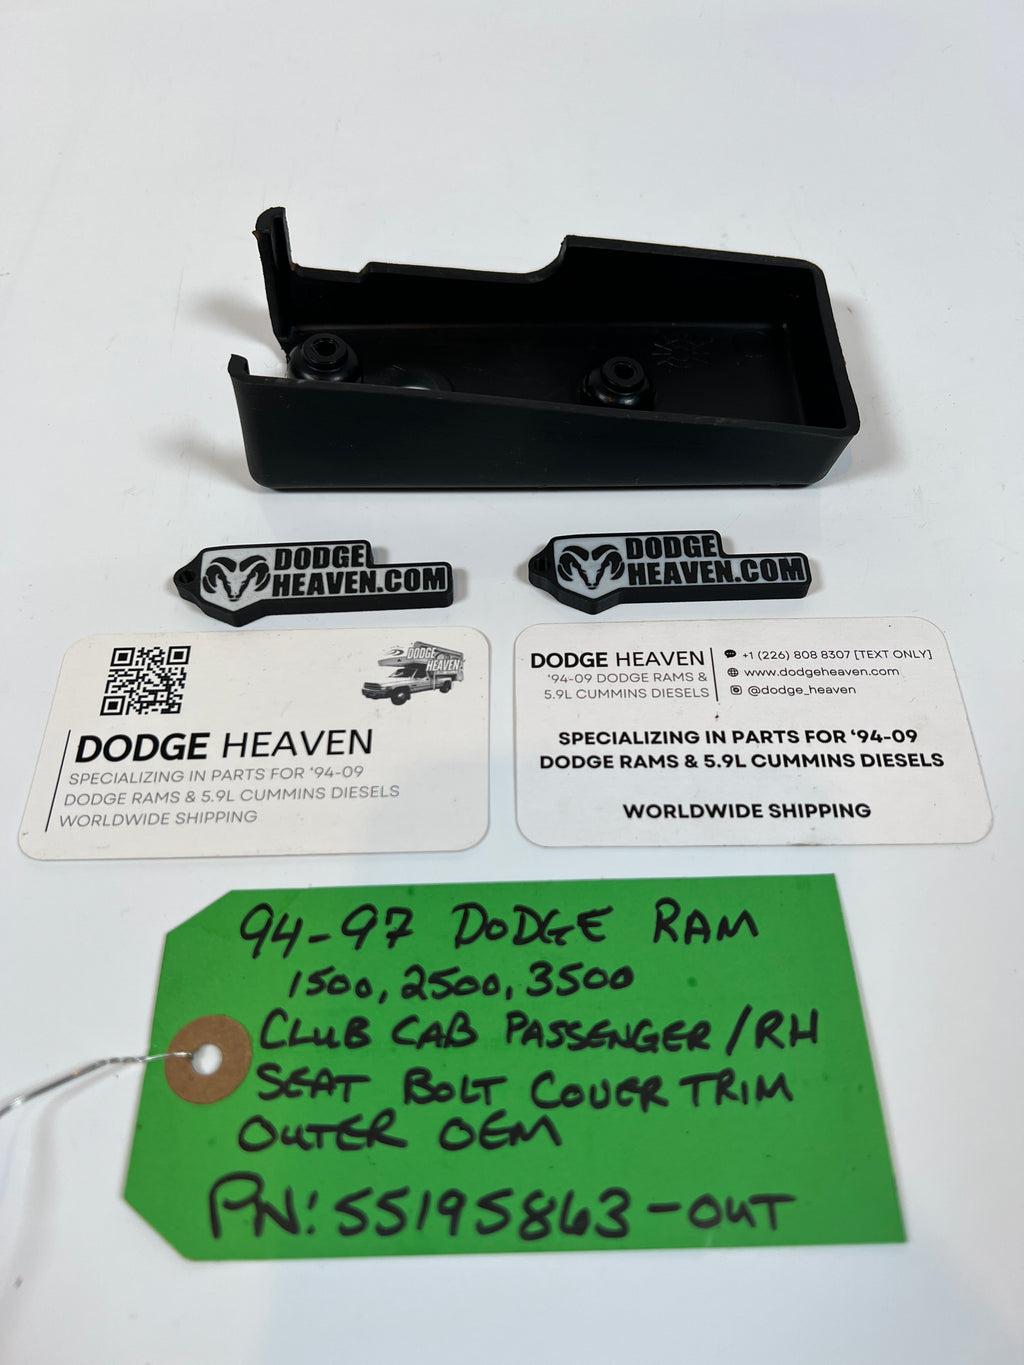 DODGE
HEAVEN.COM
DODGE
HEAVEN.COM
DODGE
HEAVEN
DODGE HEAVEN
SPECIALIZING IN PARTS FOR '94-09
DODGE RAMS & 5.9L CUMMINS DIESELS
WORLDWIDE SHIPPING
DODGE HEAVEN
'94-09 DODGE RAMS &
5.9L CUMMINS DIESELS
+1 (226) 808 8307 [TEXT ONLY]
www.dodgeheaven.com
@dodge_heaven
SPECIALIZING IN PARTS FOR '94-09
DODGE RAMS & 5.9L CUMMINS DIESELS
WORLDWIDE SHIPPING
94-97 DODGE RAM
1500, 2500, 3500
CLUB CAB PASSENGER/RH
SEAT BOLT COVER TRIM
OUTER OEM
PN: 55195863-OUT